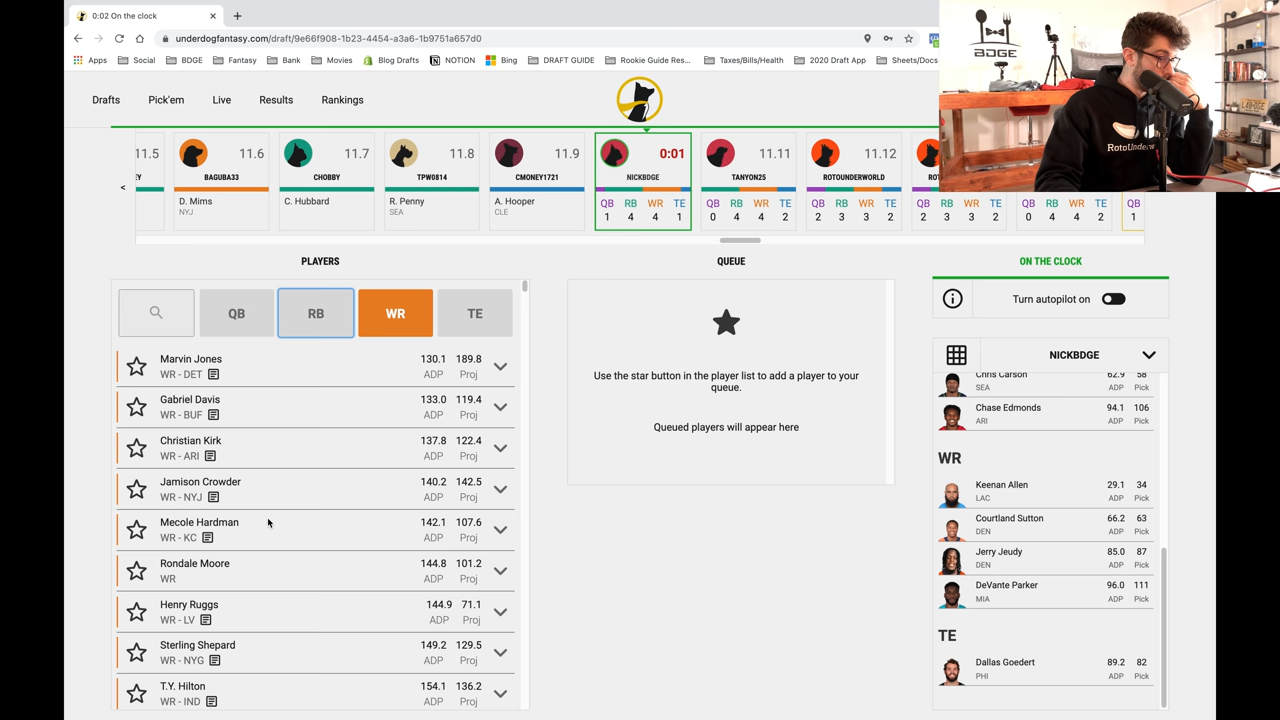 0:02 On the clock
underdogfantasy.com/draft/9e66f908-1b23-4454-a3a6-1b9751a657d0
Apps Social BDGE Fantasy Banks Movies Blog Drafts NOTION Bing DRAFT GUIDE Rookie Guide Res... Taxes/Bills/Health 2020 Draft App Sheets/Docs
BDGE
Drafts Pick'em Live Results Rankings
11.5 11.6 11.7 11.8 11.9 0:01 11.11 11.12
BAGUBA33 CHOBBY TPW0814 CMONEY1721 NICKBDGE TANYON25 ROTOUNDERWORLD
D. Mims C. Hubbard R. Penny A. Hooper
NYJ SEA CLE
QB RB WR TE QB RB WR TE QB RB WR TE QB RB WR TE QB RB WR TE QB
1 4 4 1 0 4 4 2 2 3 3 2 2 3 3 2 0 4 4 2 1
<
PLAYERS
QB RB WR TE
Marvin Jones 130.1 189.8
WR - DET ADP Proj
Gabriel Davis 133.0 119.4
WR - BUF ADP Proj
Christian Kirk 137.8 122.4
WR - ARI ADP Proj
Jamison Crowder 140.2 142.5
WR - NYJ ADP Proj
Mecole Hardman 142.1 107.6
WR - KC ADP Proj
Rondale Moore 144.8 101.2
WR ADP Proj
Henry Ruggs 144.9 71.1
WR - LV ADP Proj
Sterling Shepard 149.2 129.5
WR - NYG ADP Proj
T.Y. Hilton 154.1 136.2
WR - IND ADP Proj
QUEUE
Use the star button in the player list to add a player to your
queue.
Queued players will appear here
ON THE CLOCK
Turn autopilot on
NICKBDGE
Chris Carson 62.9 58
SEA ADP Pick
Chase Edmonds 94.1 106
ARI ADP Pick
WR
Keenan Allen 29.1 34
LAC ADP Pick
Courtland Sutton 66.2 63
DEN ADP Pick
Jerry Jeudy 85.0 87
DEN ADP Pick
DeVante Parker 96.0 111
MIA ADP Pick
TE
Dallas Goedert 89.2 82
PHI ADP Pick